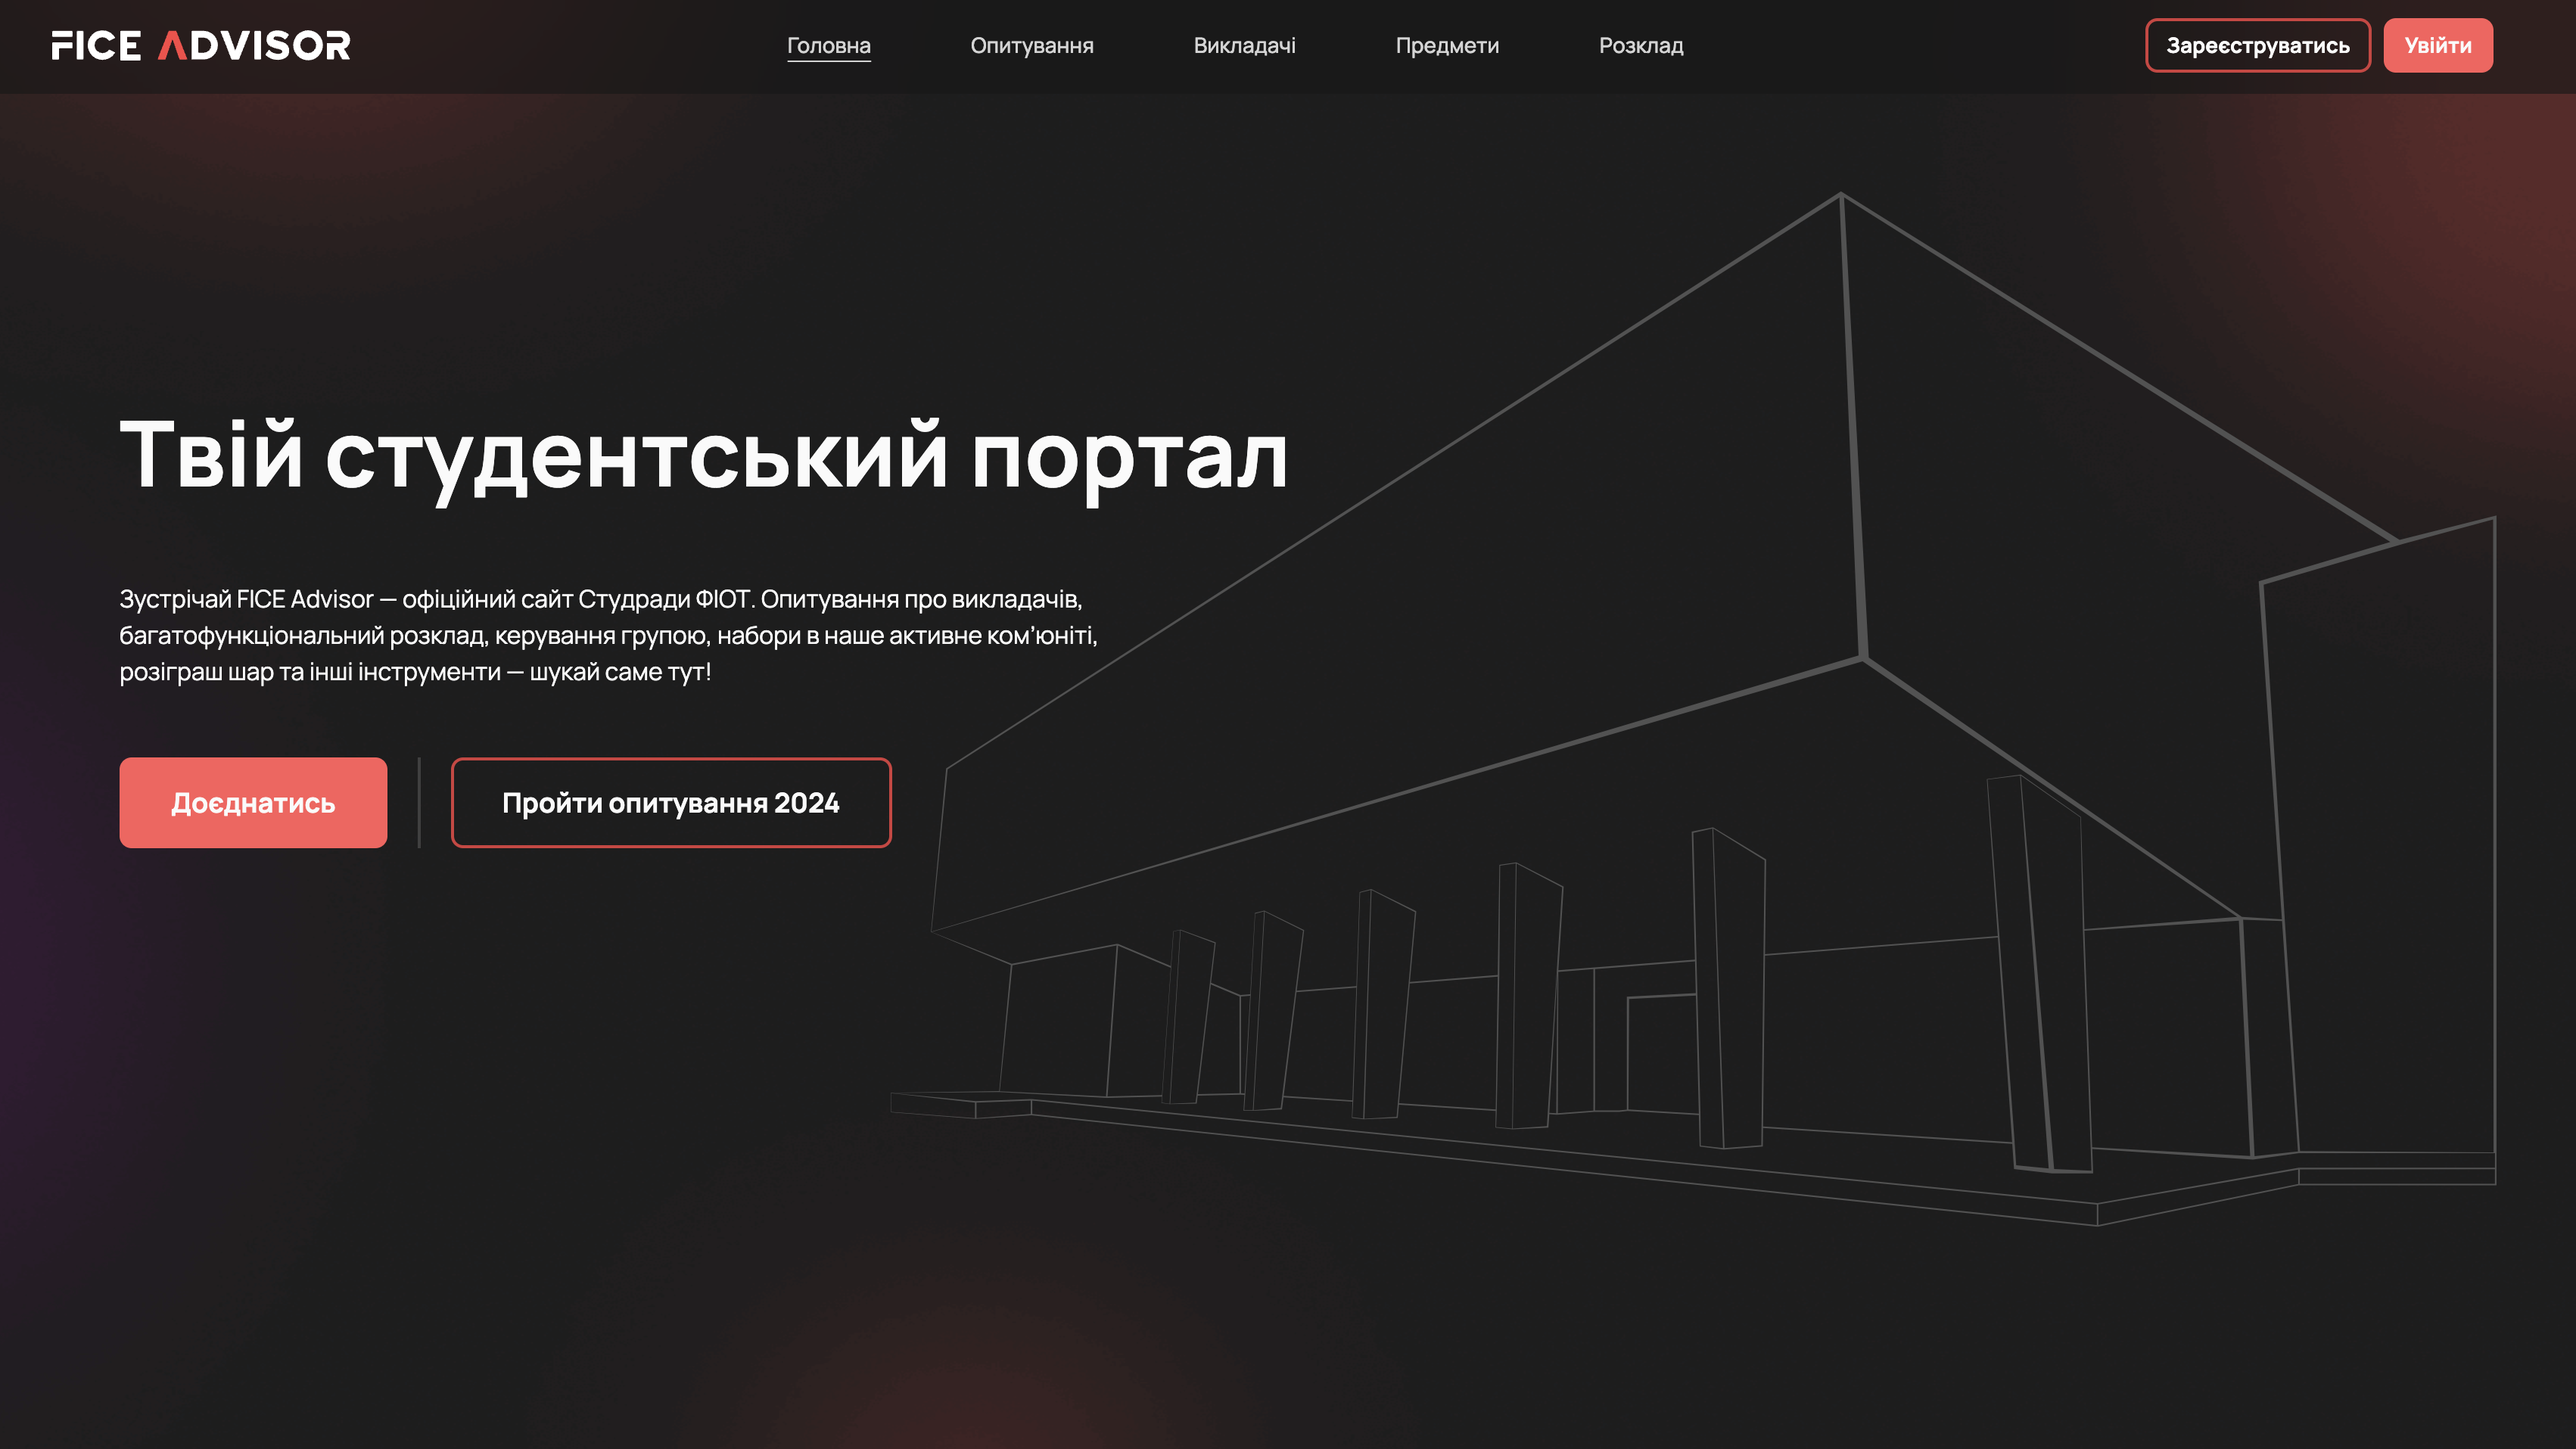 FICE ADVISOR
Головна
Опитування
Викладачі
Предмети
Розклад
Зареєструватись
Увійти
Твій студентський портал
Зустрічай FICE Advisor — офіційний сайт Студради ФІОТ. Опитування про викладачів,
багатофункціональний розклад, керування групою, набори в наше активне ком’юніті,
розіграш шар та інші інструменти — шукай саме тут!
Доєднатись
Пройти опитування 2024